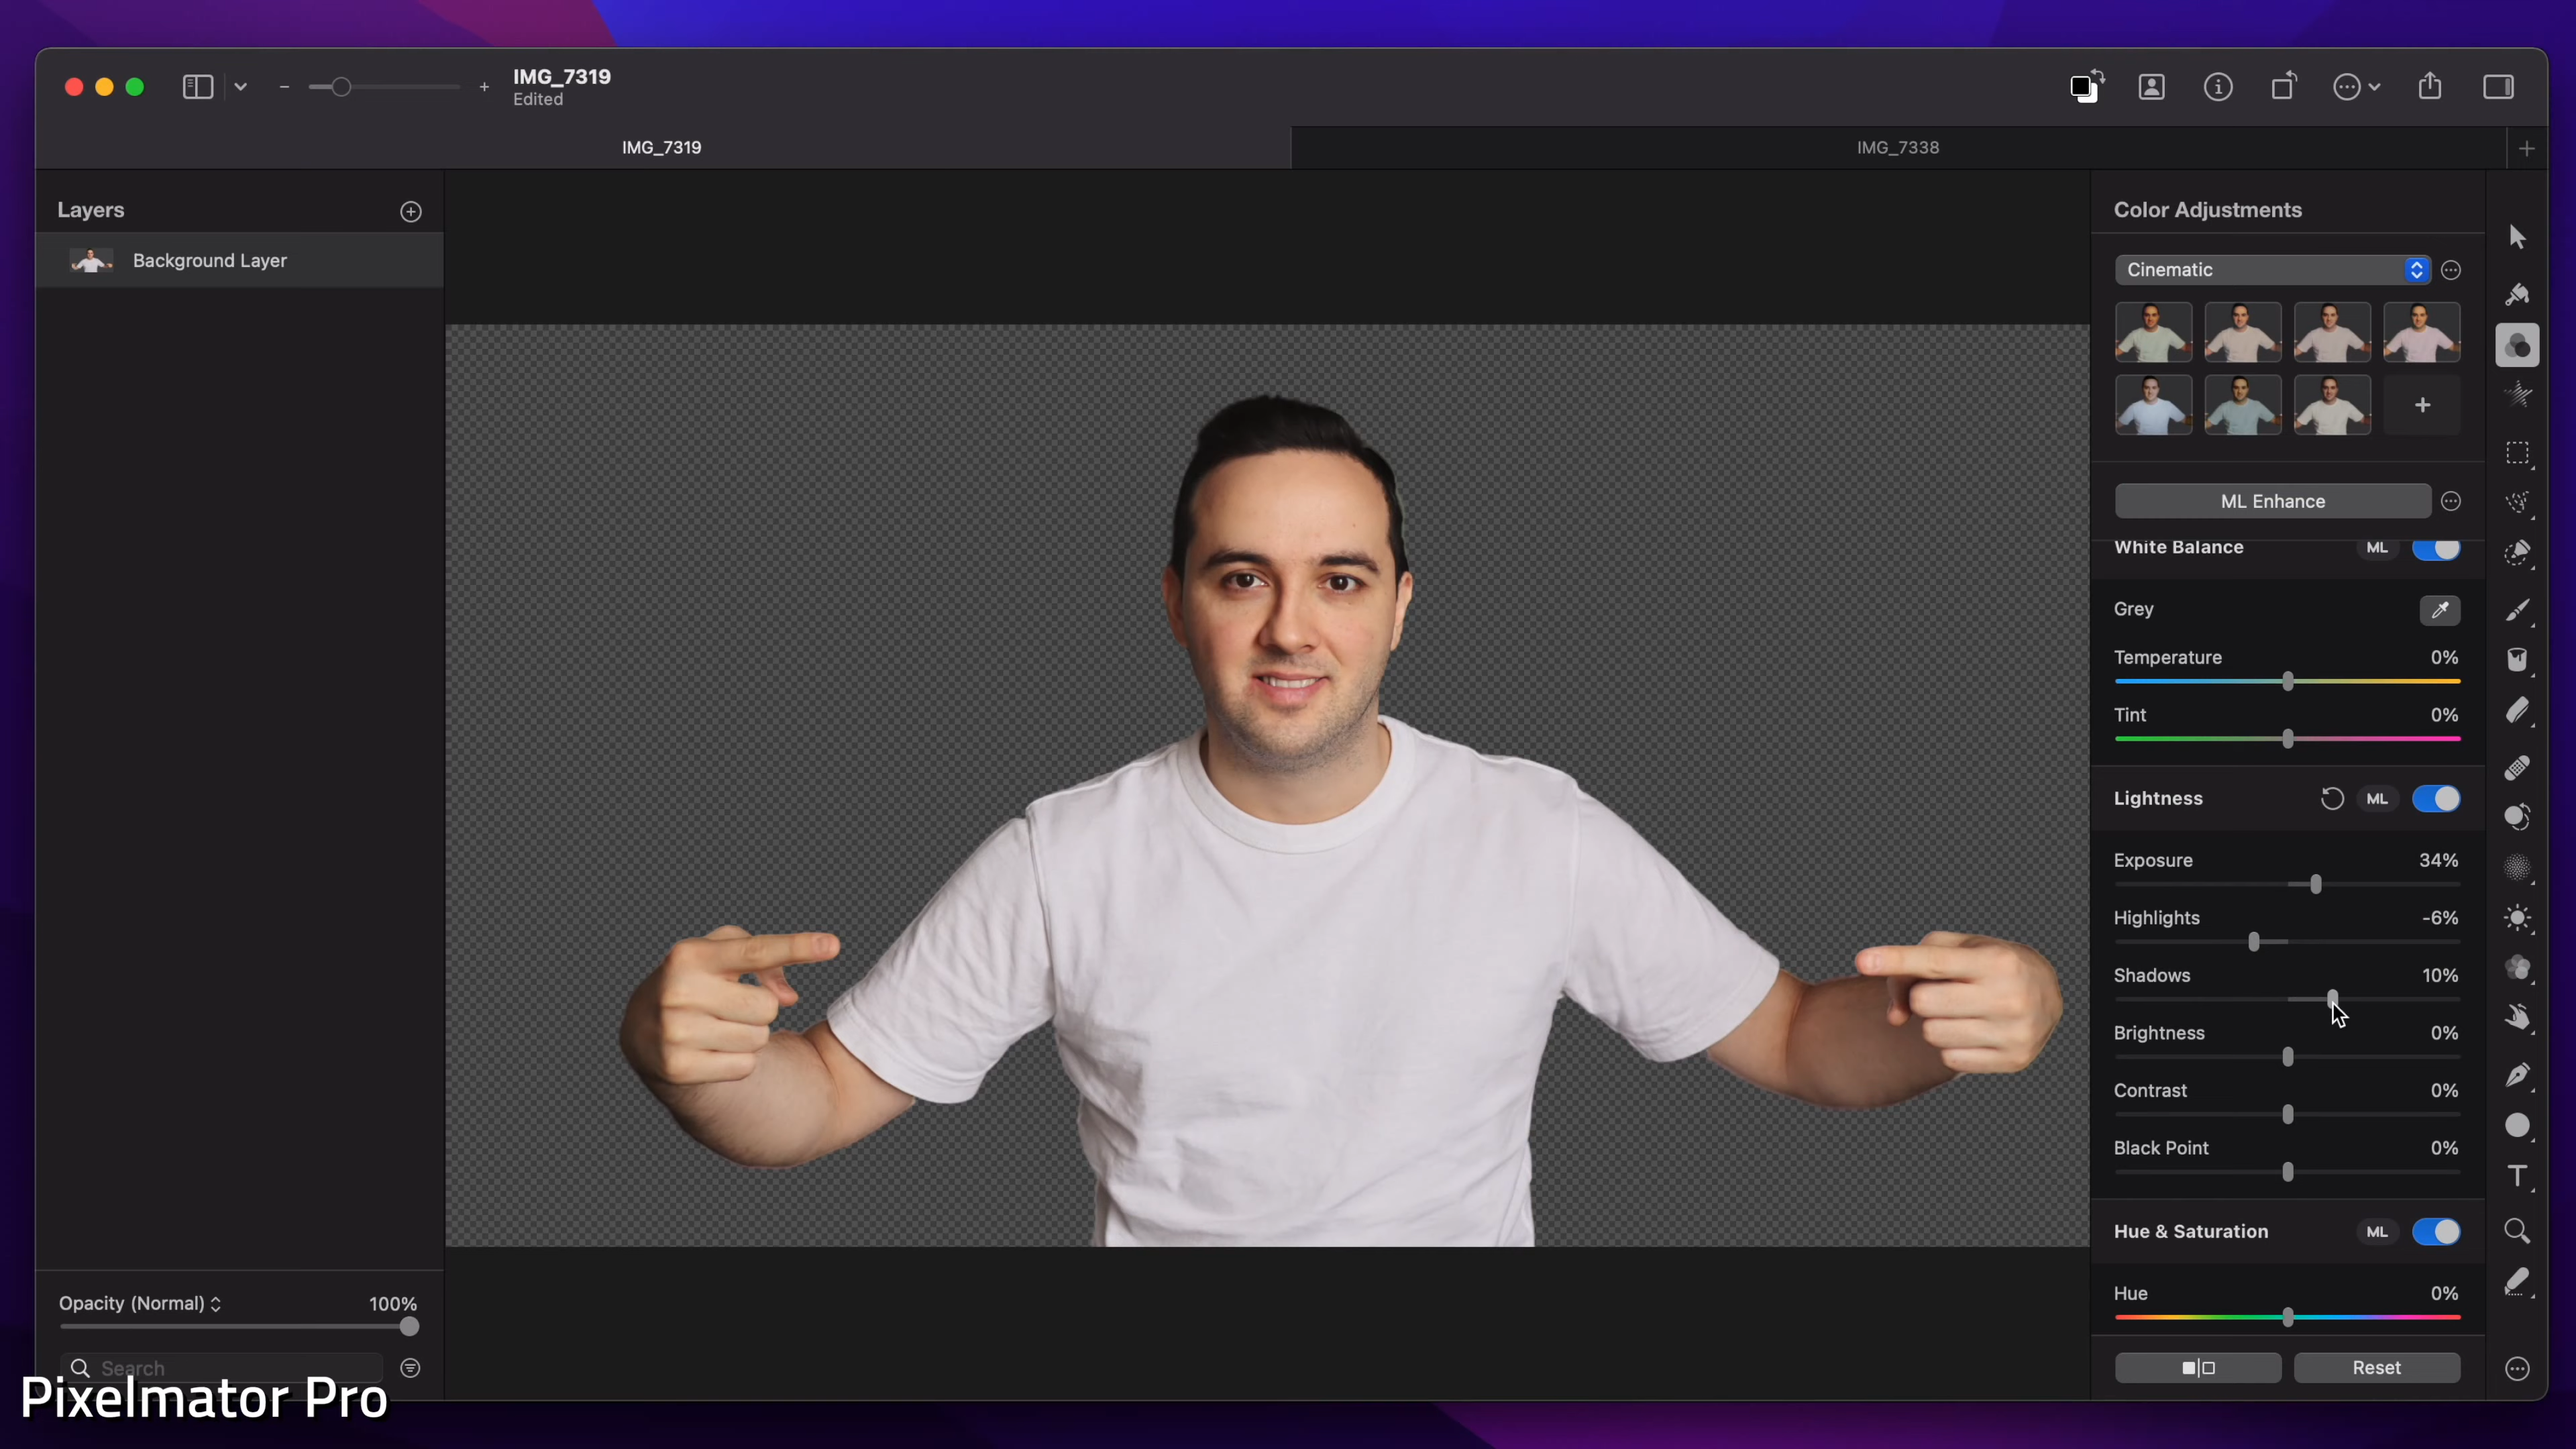 IMG_7319
Edited
IMG_7319
IMG_7338
Layers
Background Layer
Opacity (Normal) 100%
Search
Pixelmator Pro
Color Adjustments
Cinematic
ML Enhance
White Balance ML
Grey
Temperature 0%
Tint 0%
Lightness ML
Exposure 34%
Highlights -6%
Shadows 10%
Brightness 0%
Contrast 0%
Black Point 0%
Hue & Saturation ML
Hue 0%
Reset